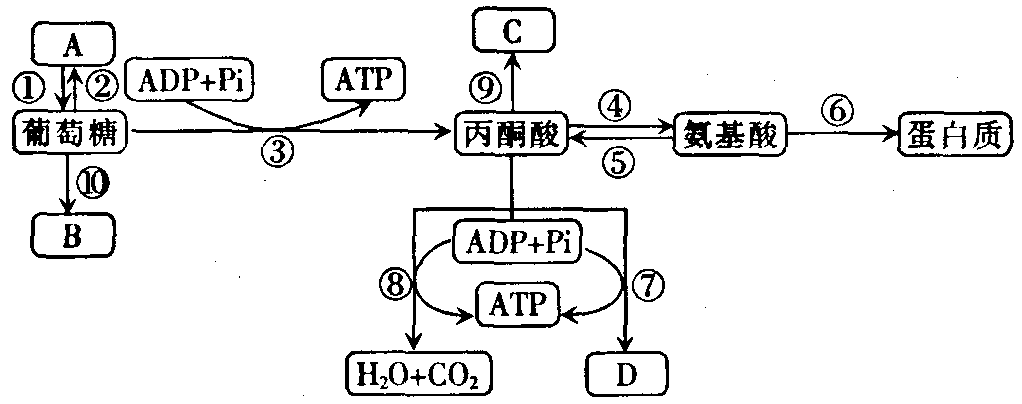 C
A
① ②
ADP+Pi
ATP
⑨
④
⑥
葡萄糖
③
丙酮酸
氨基酸
蛋白质
⑤
⑩
B
ADP+Pi
⑧
ATP
⑦
H₂O+CO₂
D